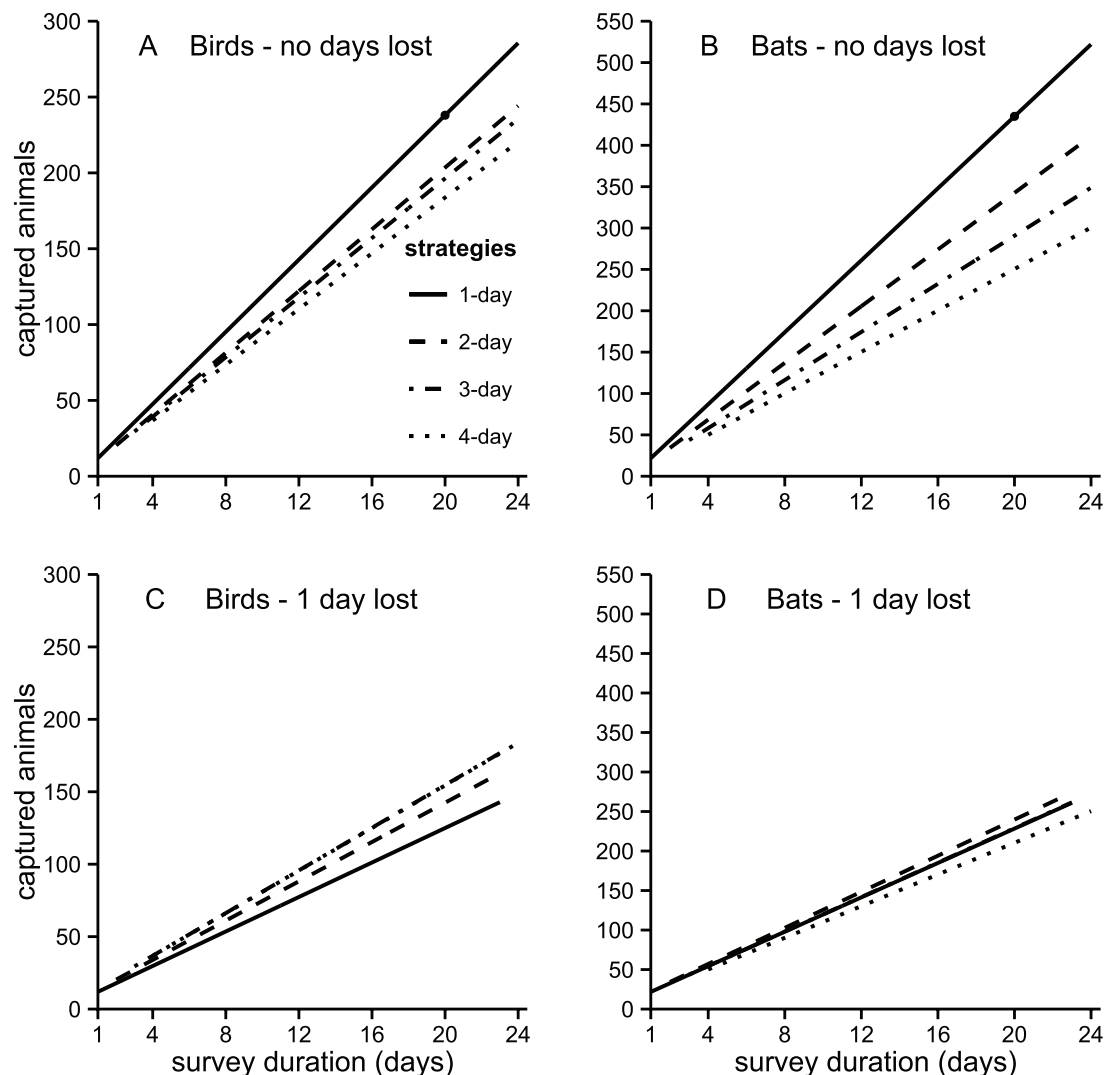 A Birds - no days lost
300
250
200
150
100
50
0
captured animals
strategies
1-day
2-day
3-day
4-day
1 4 8 12 16 20 24
B Bats - no days lost
550
500
450
400
350
300
250
200
150
100
50
0
1 4 8 12 16 20 24
C Birds - 1 day lost
300
250
200
150
100
50
0
captured animals
1 4 8 12 16 20 24
survey duration (days)
D Bats - 1 day lost
550
500
450
400
350
300
250
200
150
100
50
0
1 4 8 12 16 20 24
survey duration (days)